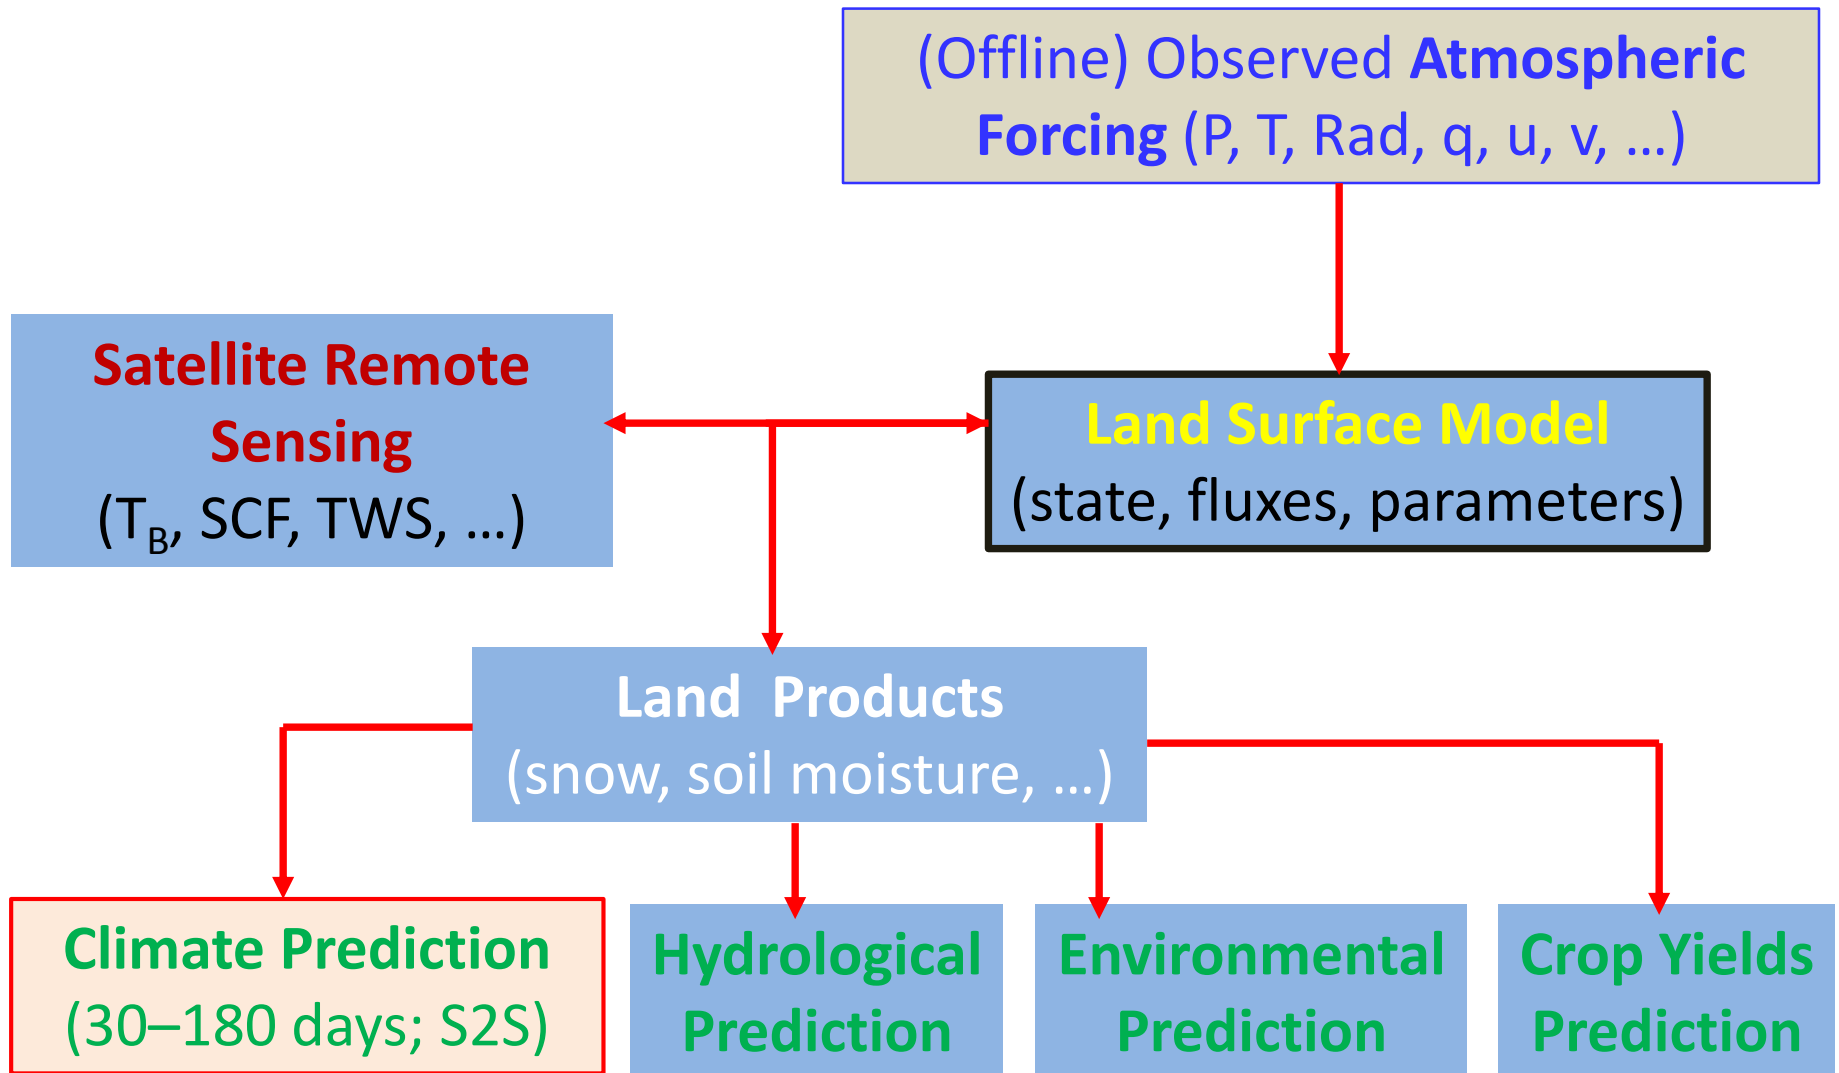 (Offline) Observed Atmospheric
Forcing (P, T, Rad, q, u, v, ...)
Satellite Remote
Sensing
(TB, SCF, TWS, ...)
Land Surface Model
(state, fluxes, parameters)
Land Products
(snow, soil moisture, ...)
Climate Prediction
(30–180 days; S2S)
Hydrological
Prediction
Environmental
Prediction
Crop Yields
Prediction